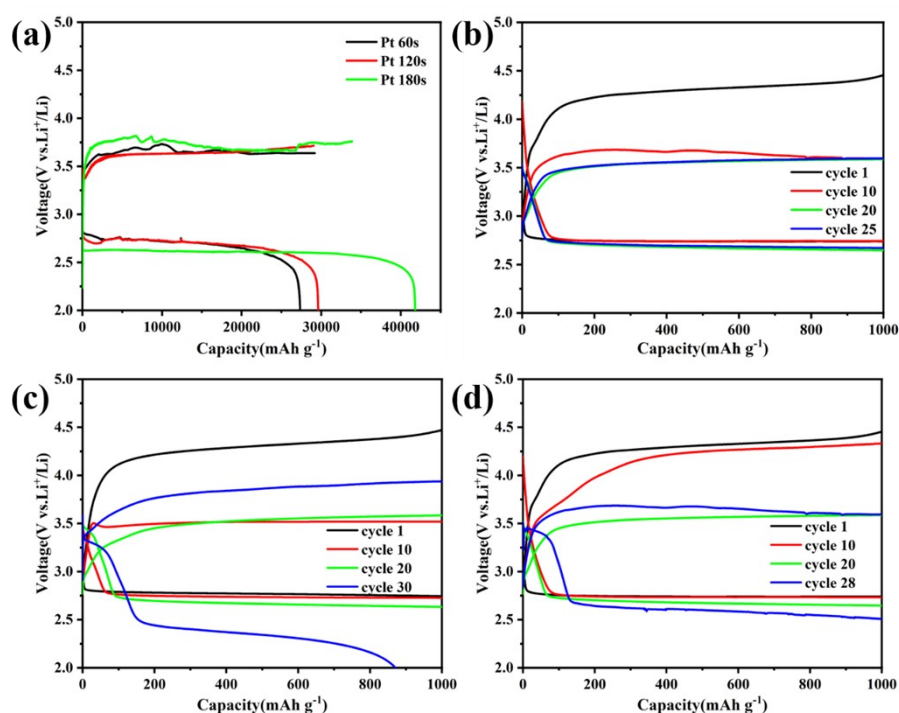 (a)
5.0
4.5
4.0
3.5
3.0
2.5
2.0
Voltage(V vs.Li⁺/Li)
Pt 60s
Pt 120s
Pt 180s
0
10000
20000
30000
40000
Capacity(mAh g⁻¹)
(b)
5.0
4.5
4.0
3.5
3.0
2.5
2.0
Voltage(V vs.Li⁺/Li)
cycle 1
cycle 10
cycle 20
cycle 25
0
200
400
600
800
1000
Capacity(mAh g⁻¹)
(c)
5.0
4.5
4.0
3.5
3.0
2.5
2.0
Voltage(V vs.Li⁺/Li)
cycle 1
cycle 10
cycle 20
cycle 30
0
200
400
600
800
1000
Capacity(mAh g⁻¹)
(d)
5.0
4.5
4.0
3.5
3.0
2.5
2.0
Voltage(V vs.Li⁺/Li)
cycle 1
cycle 10
cycle 20
cycle 28
0
200
400
600
800
1000
Capacity(mAh g⁻¹)